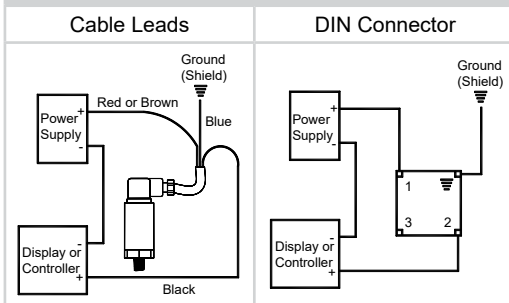 Cable Leads
DIN Connector
Ground
(Shield)
Red or Brown
Blue
Power
Supply
+
-
Display or
Controller
-
+
Black
Ground
(Shield)
Power
Supply
+
-
1
3
2
Display or
Controller
-
+